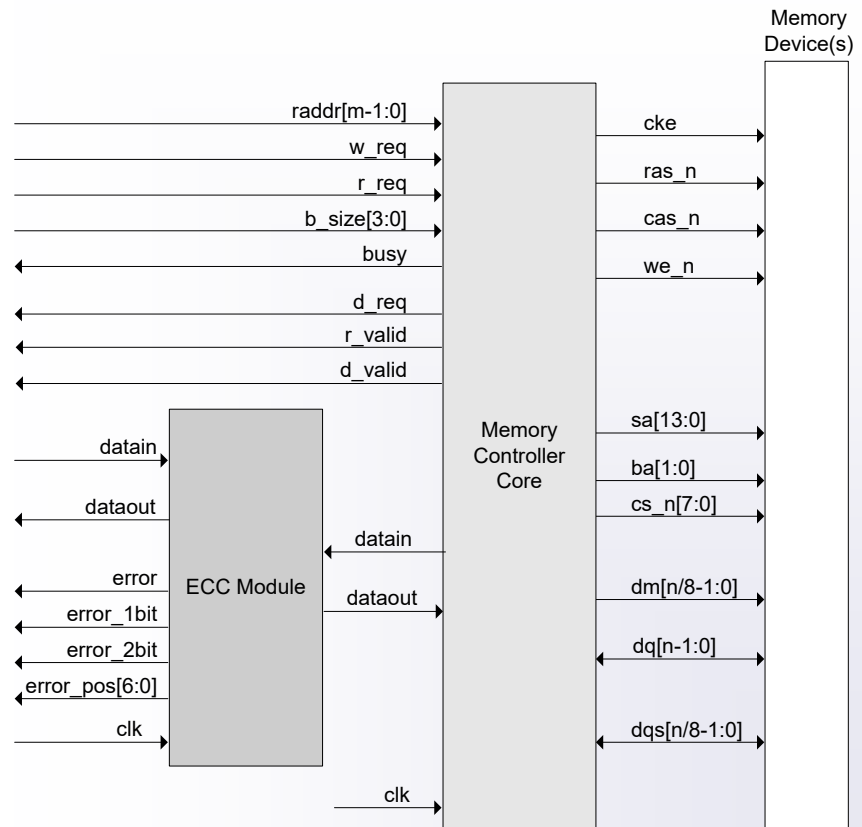 Memory
Device(s)
raddr[m-1:0]
w_req
r_req
b_size[3:0]
busy
d_req
r_valid
d_valid
cke
ras_n
cas_n
we_n
datain
dataout
error
error_1bit
error_2bit
error_pos[6:0]
clk
ECC Module
datain
dataout
clk
Memory
Controller
Core
sa[13:0]
ba[1:0]
cs_n[7:0]
dm[n/8-1:0]
dq[n-1:0]
dqs[n/8-1:0]